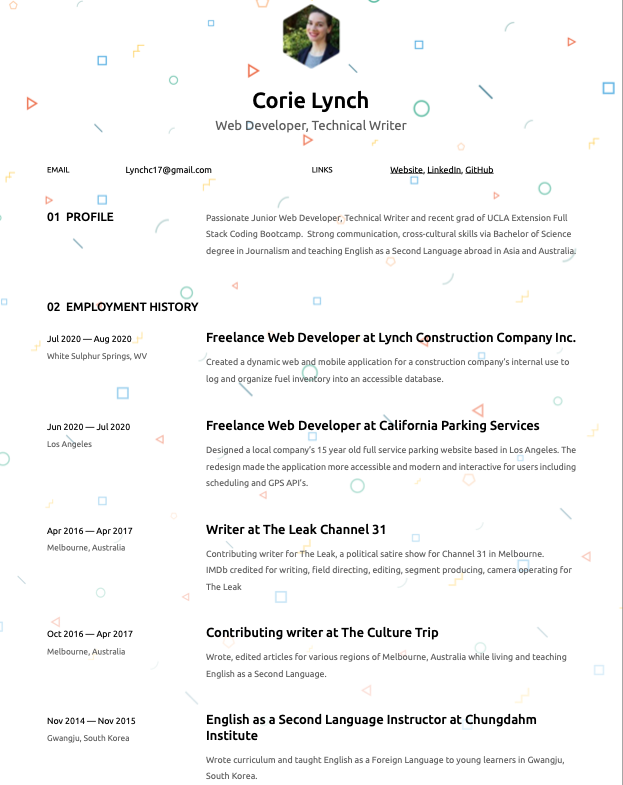 Corie Lynch
Web Developer, Technical Writer
EMAIL Lynchc17@gmail.com LINKS Website, LinkedIn, GitHub
01 PROFILE
Passionate Junior Web Developer, Technical Writer and recent grad of UCLA Extension Full
Stack Coding Bootcamp. Strong communication, cross-cultural skills via Bachelor of Science
degree in Journalism and teaching English as a Second Language abroad in Asia and Australia.
02 EMPLOYMENT HISTORY
Jul 2020 — Aug 2020
White Sulphur Springs, WV
Freelance Web Developer at Lynch Construction Company Inc.
Created a dynamic web and mobile application for a construction company's internal use to
log and organize fuel inventory into an accessible database.
Jun 2020 — Jul 2020
Los Angeles
Freelance Web Developer at California Parking Services
Designed a local company's 15 year old full service parking website based in Los Angeles. The
redesign made the application more accessible and modern and interactive for users including
scheduling and GPS API's.
Apr 2016 — Apr 2017
Melbourne, Australia
Writer at The Leak Channel 31
Contributing writer for The Leak, a political satire show for Channel 31 in Melbourne.
IMDb credited for writing, field directing, editing, segment producing, camera operating for
The Leak
Oct 2016 — Apr 2017
Melbourne, Australia
Contributing writer at The Culture Trip
Wrote, edited articles for various regions of Melbourne, Australia while living and teaching
English as a Second Language.
Nov 2014 — Nov 2015
Gwangju, South Korea
English as a Second Language Instructor at Chungdahm
Institute
Wrote curriculum and taught English as a Foreign Language to young learners in Gwangju,
South Korea.